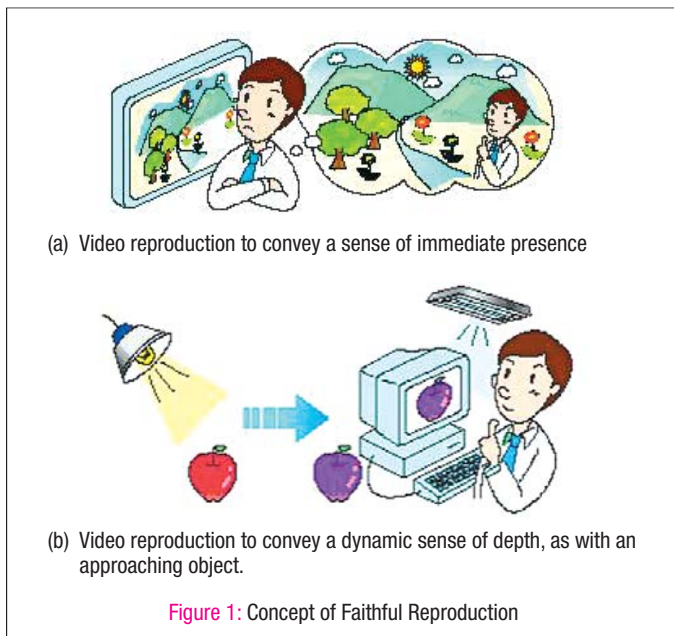 (a) Video reproduction to convey a sense of immediate presence
(b) Video reproduction to convey a dynamic sense of depth, as with an
approaching object.
Figure 1: Concept of Faithful Reproduction